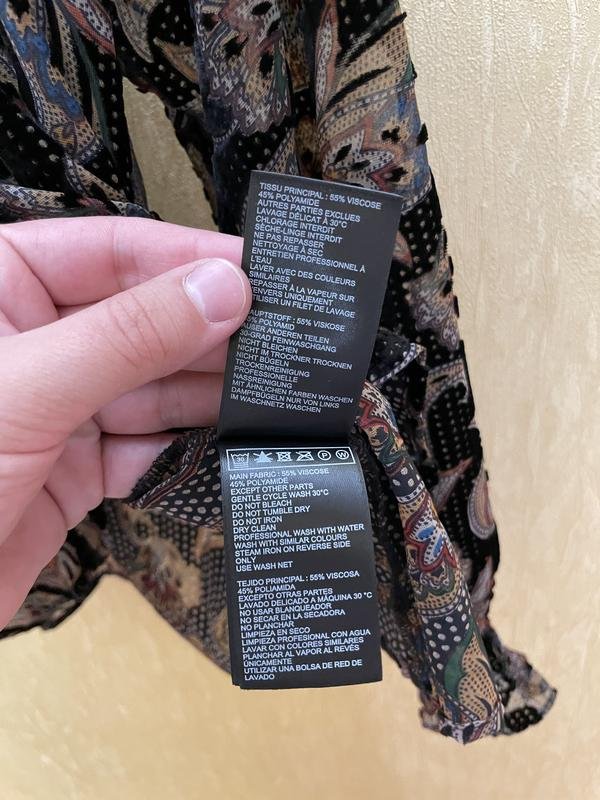 TISSU PRINCIPAL : 55% VISCOSE
45% POLYAMIDE
AUTRES PARTIES EXCLUES
LAVAGE DÉLICAT À 30°C
CHLORAGE INTERDIT
SÈCHE-LINGE INTERDIT
NE PAS REPASSER
NETTOYAGE À SEC
ENTRETIEN PROFESSIONNEL À
L'EAU
LAVER AVEC DES COULEURS
SIMILAIRES
REPASSER À LA VAPEUR SUR
L'ENVERS UNIQUEMENT
UTILISER UN FILET DE LAVAGE
HAUPTSTOFF : 55% VISKOSE
45% POLYAMID
AUSER ANDEREN TEILEN
30-GRAD FEINWASCHGANG
NICHT BLEICHEN
NICHT IM TROCKNER TROCKNEN
NICHT BÜGELN
TROCKENREINIGUNG
PROFESSIONELLE
NASSREINIGUNG
MIT ÄHNLICHEN FARBEN WASCHEN
DAMPFBÜGELN NUR VON LINKS
IM WASCHNETZ WASCHEN
30 P W
MAIN FABRIC : 55% VISCOSE
45% POLYAMIDE
EXCEPT OTHER PARTS
GENTLE CYCLE WASH 30°C
DO NOT BLEACH
DO NOT TUMBLE DRY
DO NOT IRON
DRY CLEAN
PROFESSIONAL WASH WITH WATER
WASH WITH SIMILAR COLOURS
STEAM IRON ON REVERSE SIDE
ONLY
USE WASH NET
TEJIDO PRINCIPAL : 55% VISCOSA
45% POLIAMIDA
EXCEPTO OTRAS PARTES
LAVADO DELICADO A MÁQUINA 30 °C
NO USAR BLANQUEADOR
NO SECAR EN LA SECADORA
NO PLANCHAR
LIMPIEZA EN SECO
LIMPIEZA PROFESIONAL CON AGUA
LAVAR CON COLORES SIMILARES
PLANCHAR AL VAPOR AL REVÉS
ÚNICAMENTE
UTILIZAR UNA BOLSA DE RED DE
LAVADO